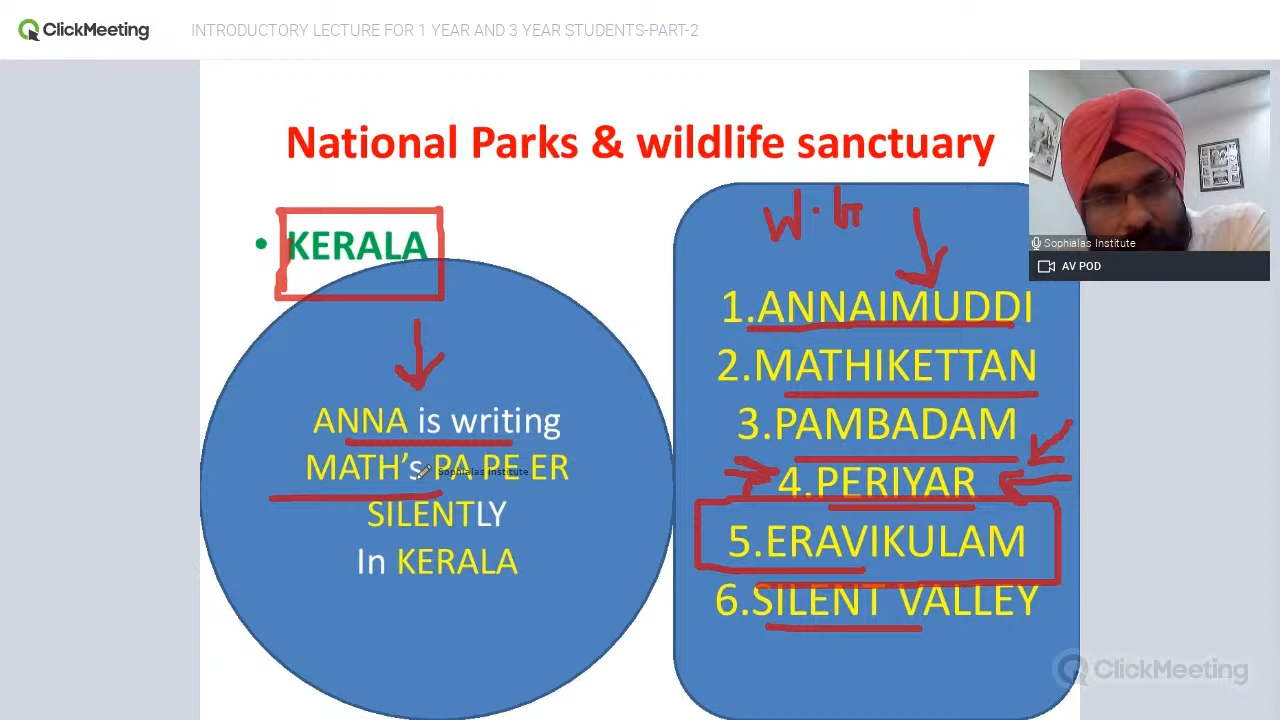 ClickMeeting
INTRODUCTORY LECTURE FOR 1 YEAR AND 3 YEAR STUDENTS-PART-2
National Parks & wildlife sanctuary
• KERALA
ANNA is writing
MATH's PA PE ER
SILENTLY
In KERALA
Sophialas Institute
W.
1.ANNAIMUDDI
2.MATHIKETTAN
3.PAMBADAM
4.PERIYAR
5.ERAVIKULAM
6.SILENT VALLEY
Sophialas Institute
AV POD
ClickMeeting